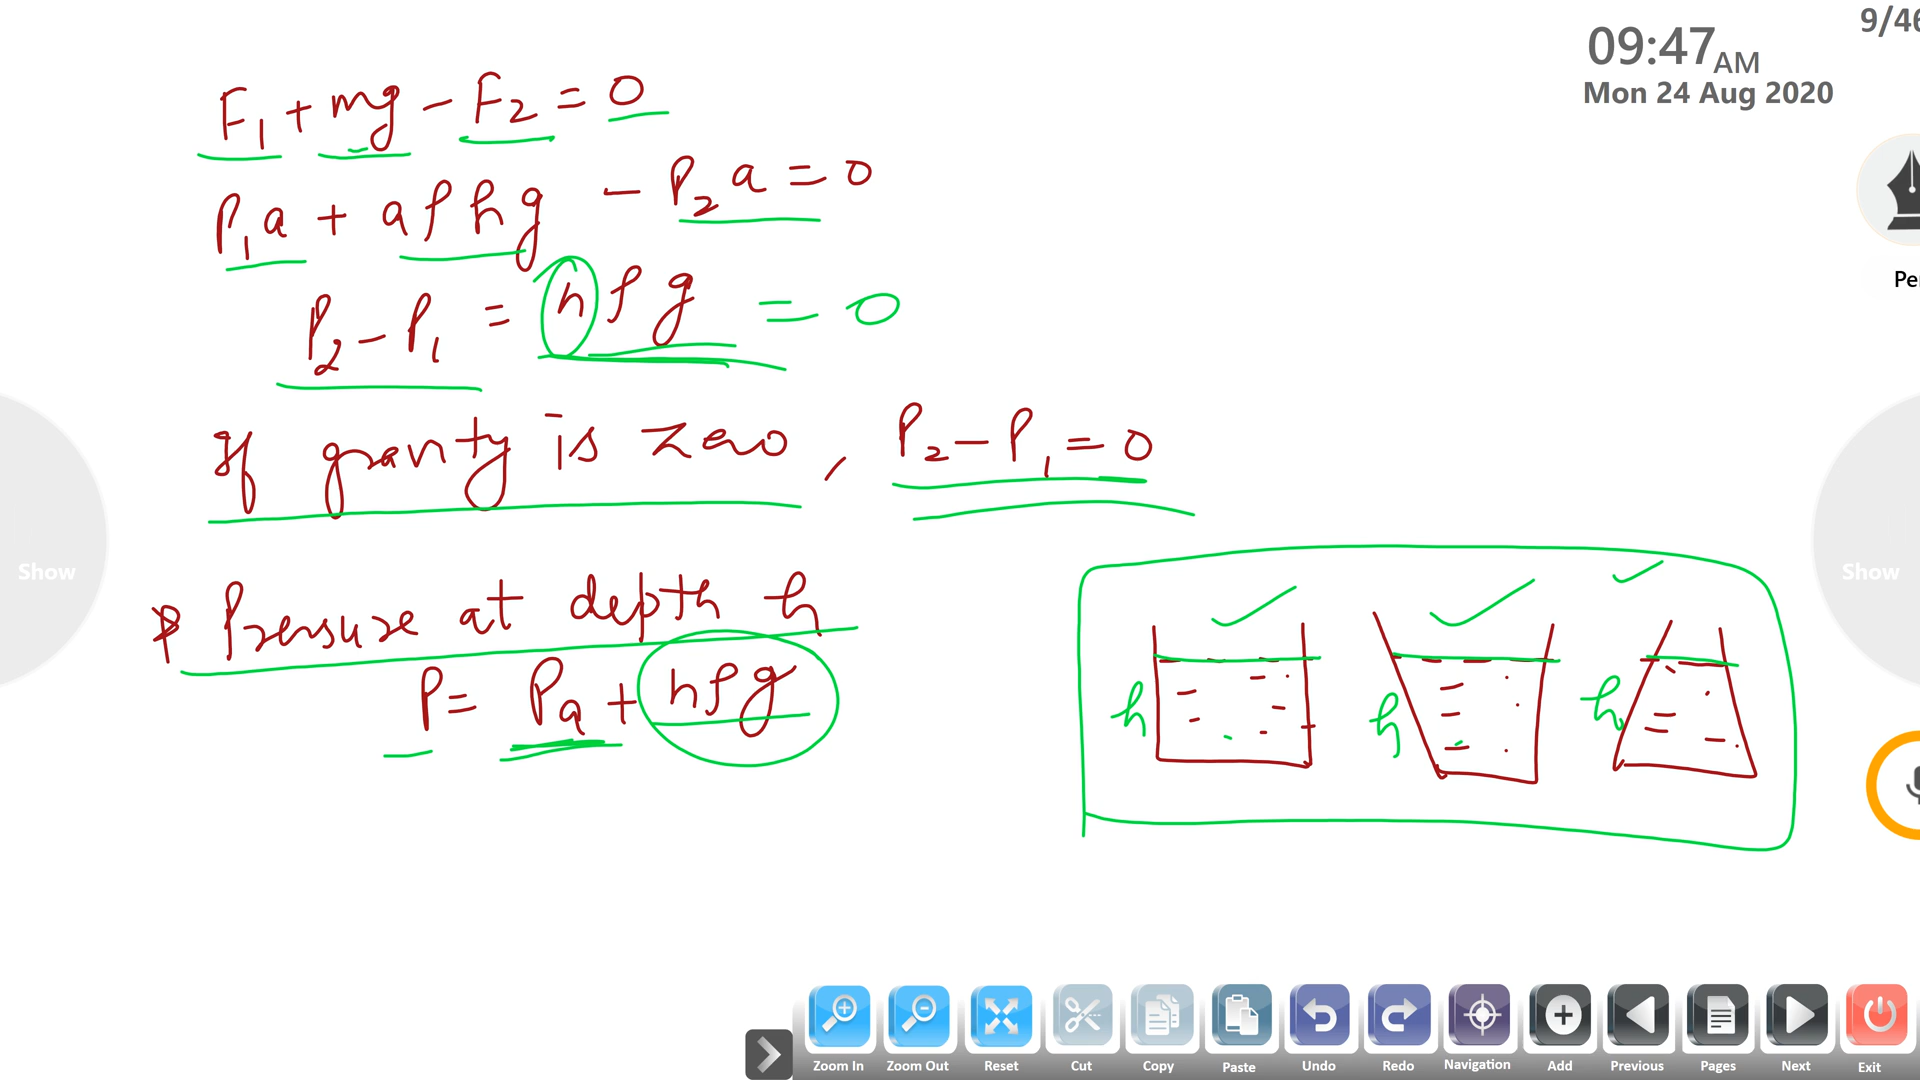 9/46
09:47 AM
Mon 24 Aug 2020
F₁ + mg - F₂ = 0
P₁a + aρhg - P₂a = 0
P₂ - P₁ = hρg = 0
If gravity is zero, P₂ - P₁ = 0
* Pressure at depth h
P = Pa + hρg
h h h
Show
Show
Zoom In Zoom Out Reset Cut Copy Paste Undo Redo Navigation Add Previous Pages Next Exit